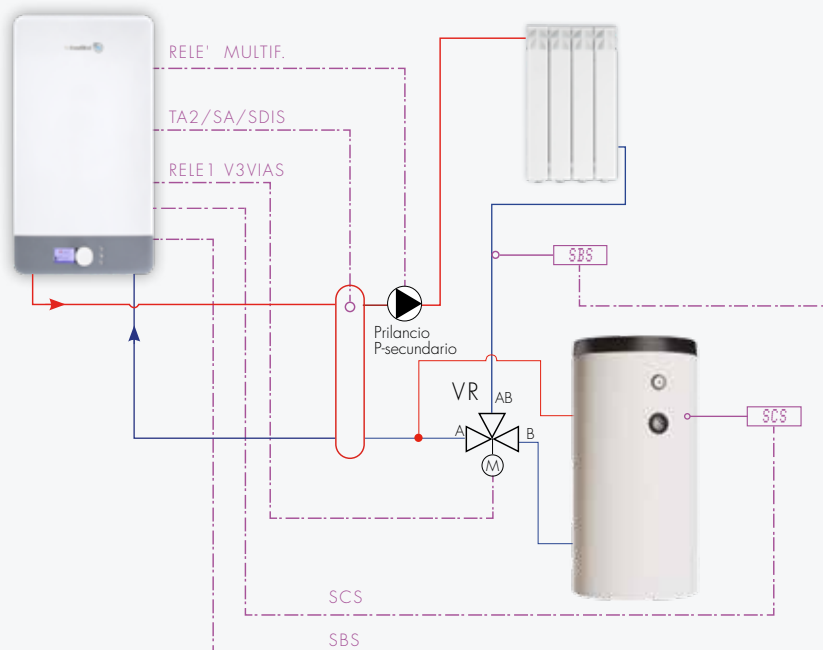 RELE' MULTIF.
TA2/SA/SDIS
RELE1 V3VIAS
SBS
Prilancio
P-secundario
VR
AB
A
B
M
SCS
SCS
SBS